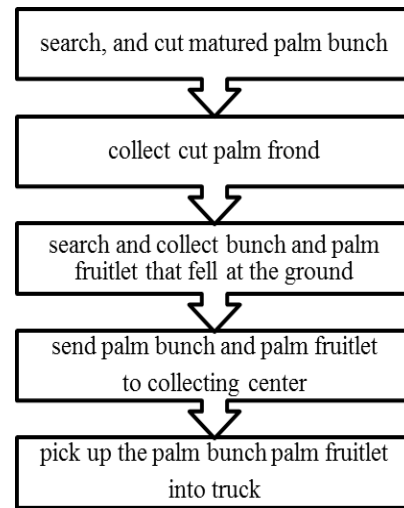 search, and cut matured palm bunch
collect cut palm frond
search and collect bunch and palm
fruitlet that fell at the ground
send palm bunch and palm fruitlet
to collecting center
pick up the palm bunch palm fruitlet
into truck